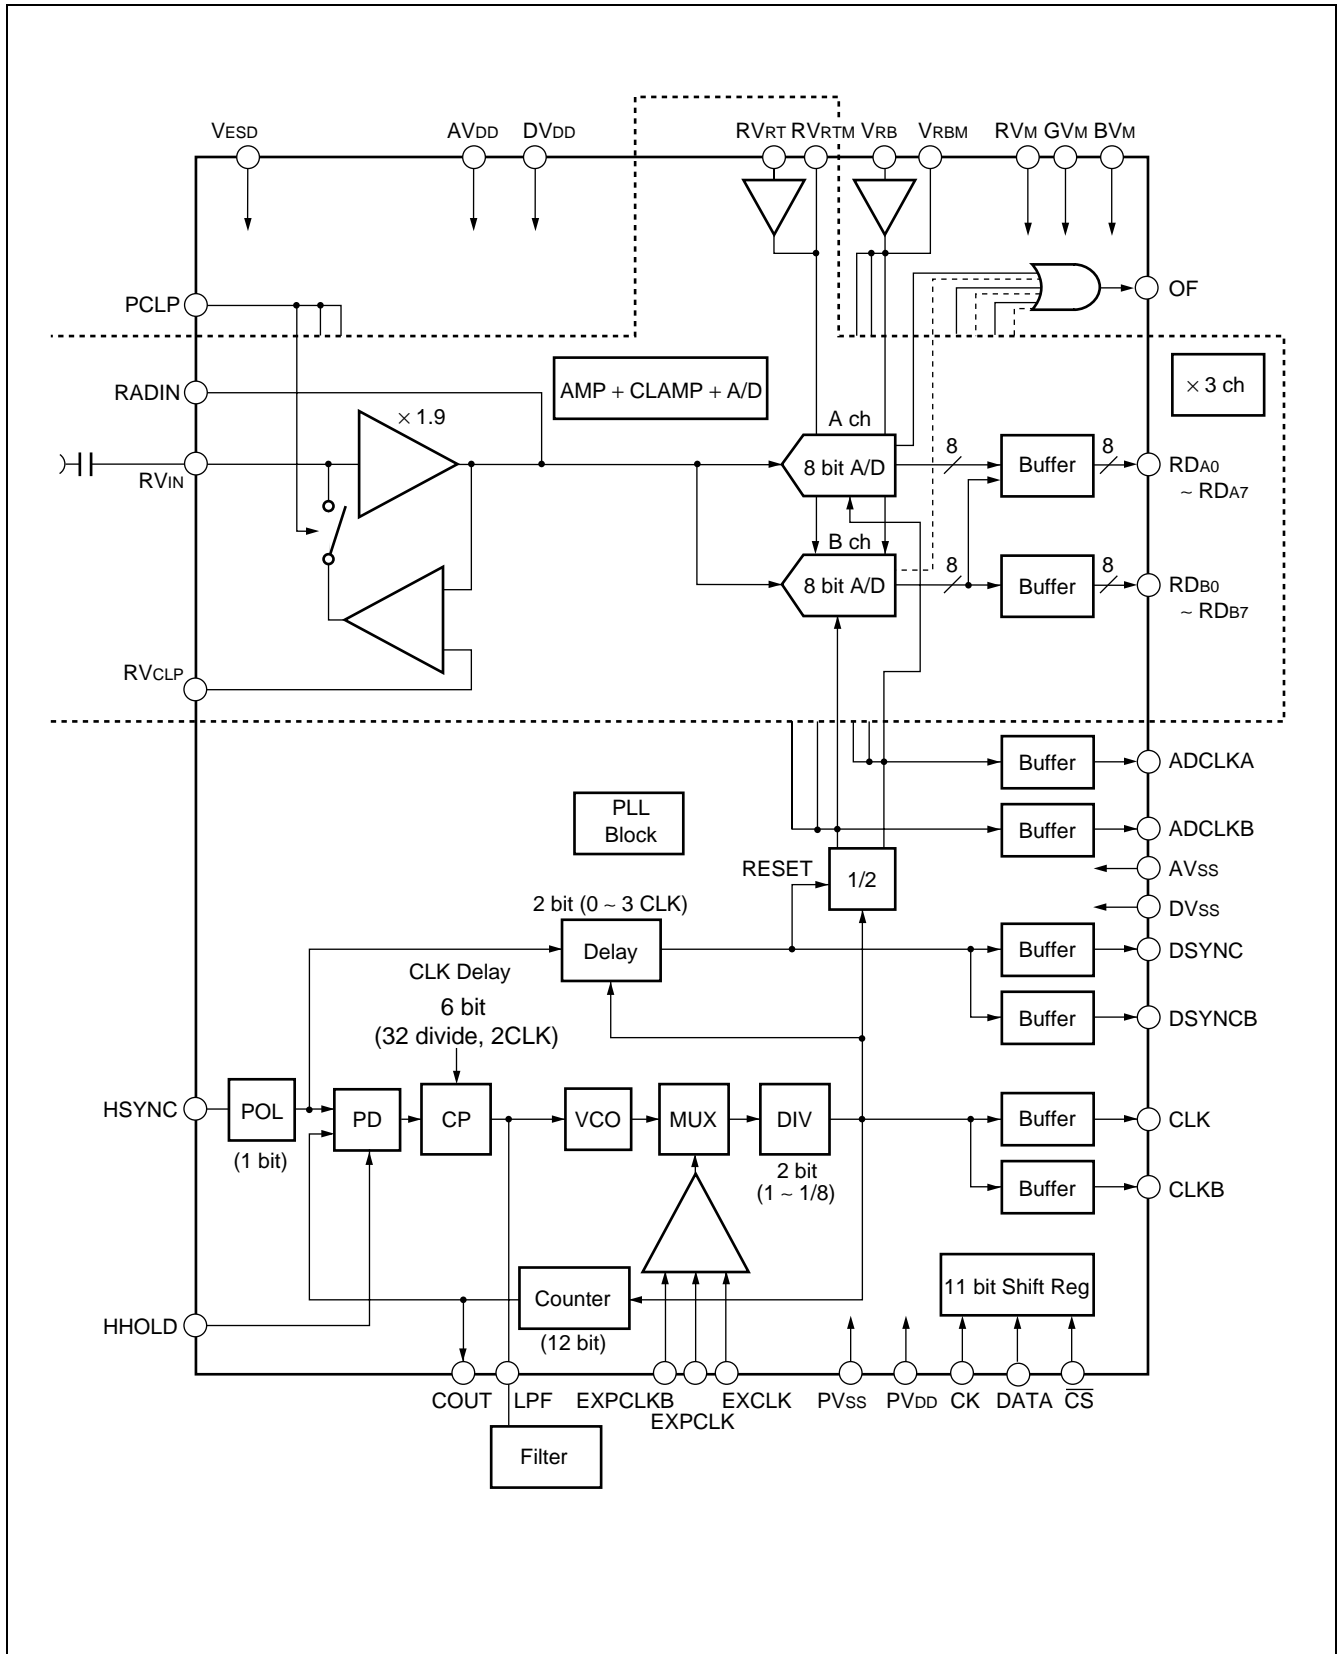 VESD
AVDD
DVDD
RVRT
RVRTM
VRB
VRBM
RVM
GVM
BVM
PCLP
OF
RADIN
AMP + CLAMP + A/D
× 3 ch
× 1.9
A ch
8 bit A/D
8
Buffer
8
RVIN
RDA0
~ RDA7
B ch
8 bit A/D
8
Buffer
8
RDB0
~ RDB7
RVCLP
Buffer
ADCLKA
PLL
Block
Buffer
ADCLKB
RESET
1/2
AVSS
DVSS
2 bit (0 ~ 3 CLK)
Delay
Buffer
DSYNC
CLK Delay
6 bit
(32 divide, 2CLK)
Buffer
DSYNCB
HSYNC
POL
(1 bit)
PD
CP
VCO
MUX
DIV
2 bit
(1 ~ 1/8)
Buffer
CLK
Buffer
CLKB
Counter
(12 bit)
11 bit Shift Reg
HHOLD
COUT
LPF
EXPCLKB
EXPCLK
EXCLK
PVSS
PVDD
CK
DATA
C̅S̅
Filter